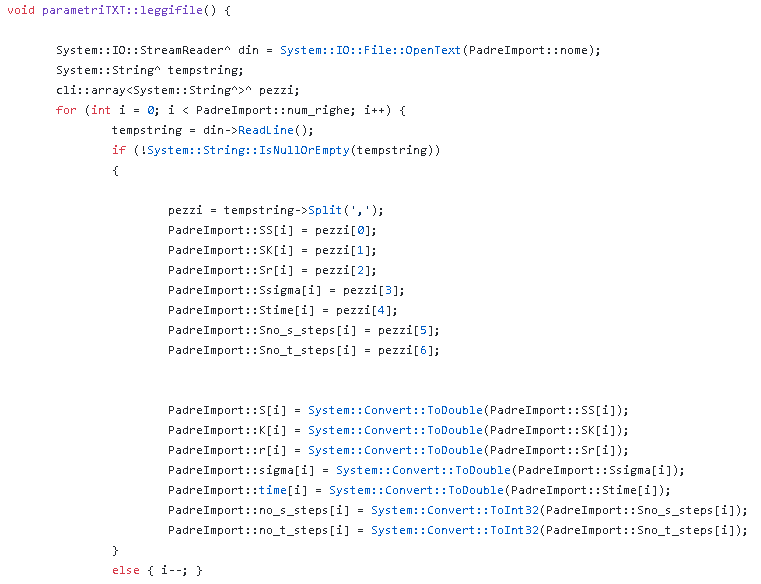 void parametriTXT::leggifile() {
System::IO::StreamReader^ din = System::IO::File::OpenText(PadreImport::nome);
System::String^ tempstring;
cli::array<System::String^>^ pezzi;
for (int i = 0; i < PadreImport::num_righe; i++) {
tempstring = din->ReadLine();
if (!System::String::IsNullOrEmpty(tempstring))
{
pezzi = tempstring->Split(',');
PadreImport::SS[i] = pezzi[0];
PadreImport::SK[i] = pezzi[1];
PadreImport::Sr[i] = pezzi[2];
PadreImport::Ssigma[i] = pezzi[3];
PadreImport::Stime[i] = pezzi[4];
PadreImport::Sno_s_steps[i] = pezzi[5];
PadreImport::Sno_t_steps[i] = pezzi[6];
PadreImport::S[i] = System::Convert::ToDouble(PadreImport::SS[i]);
PadreImport::K[i] = System::Convert::ToDouble(PadreImport::SK[i]);
PadreImport::r[i] = System::Convert::ToDouble(PadreImport::Sr[i]);
PadreImport::sigma[i] = System::Convert::ToDouble(PadreImport::Ssigma[i]);
PadreImport::time[i] = System::Convert::ToDouble(PadreImport::Stime[i]);
PadreImport::no_s_steps[i] = System::Convert::ToInt32(PadreImport::Sno_s_steps[i]);
PadreImport::no_t_steps[i] = System::Convert::ToInt32(PadreImport::Sno_t_steps[i]);
}
else { i--; }